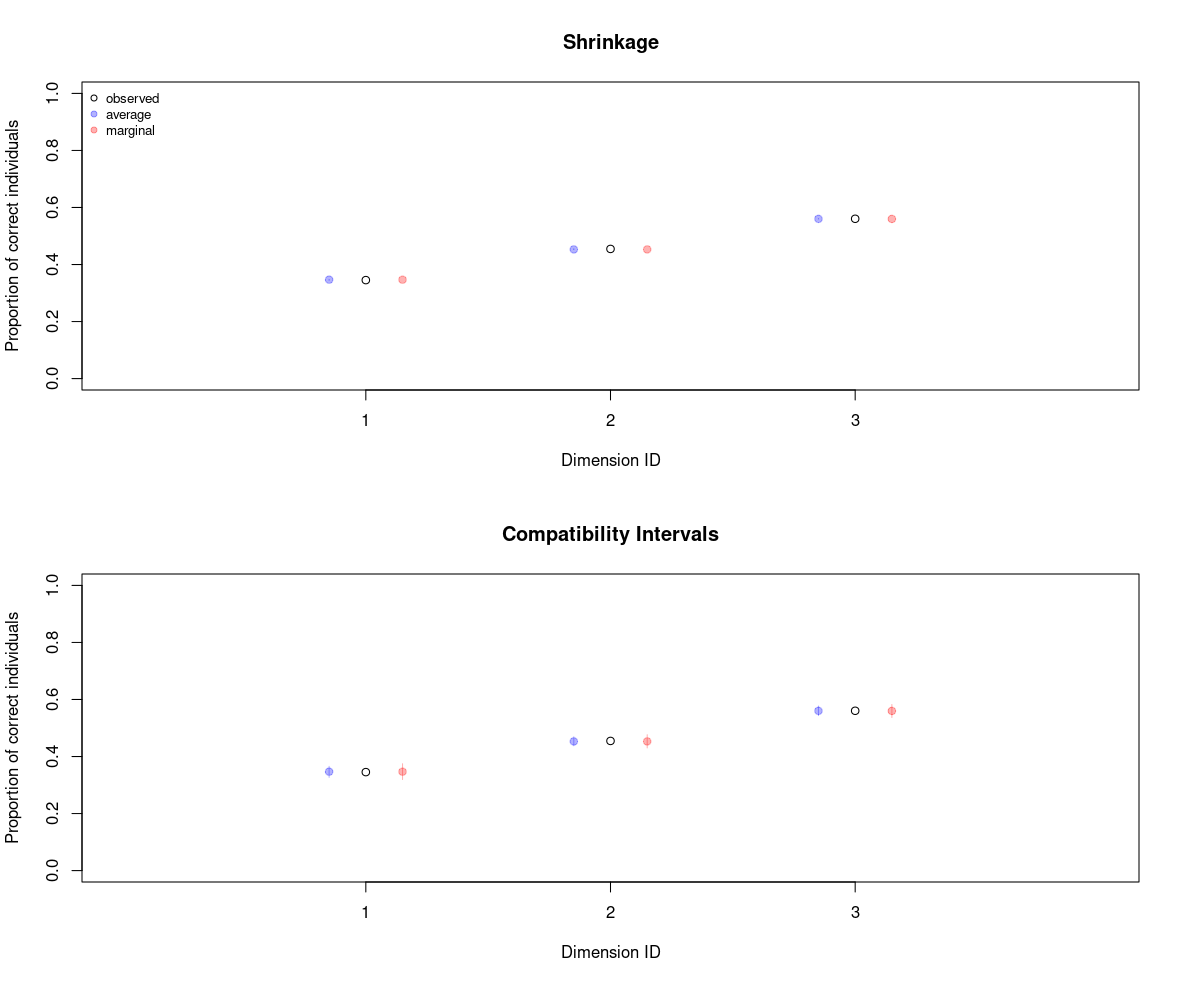 Shrinkage
Proportion of correct individuals
1.0
0.8
0.6
0.4
0.2
0.0
observed
average
marginal
1 2 3
Dimension ID
Compatibility Intervals
Proportion of correct individuals
1.0
0.8
0.6
0.4
0.2
0.0
1 2 3
Dimension ID